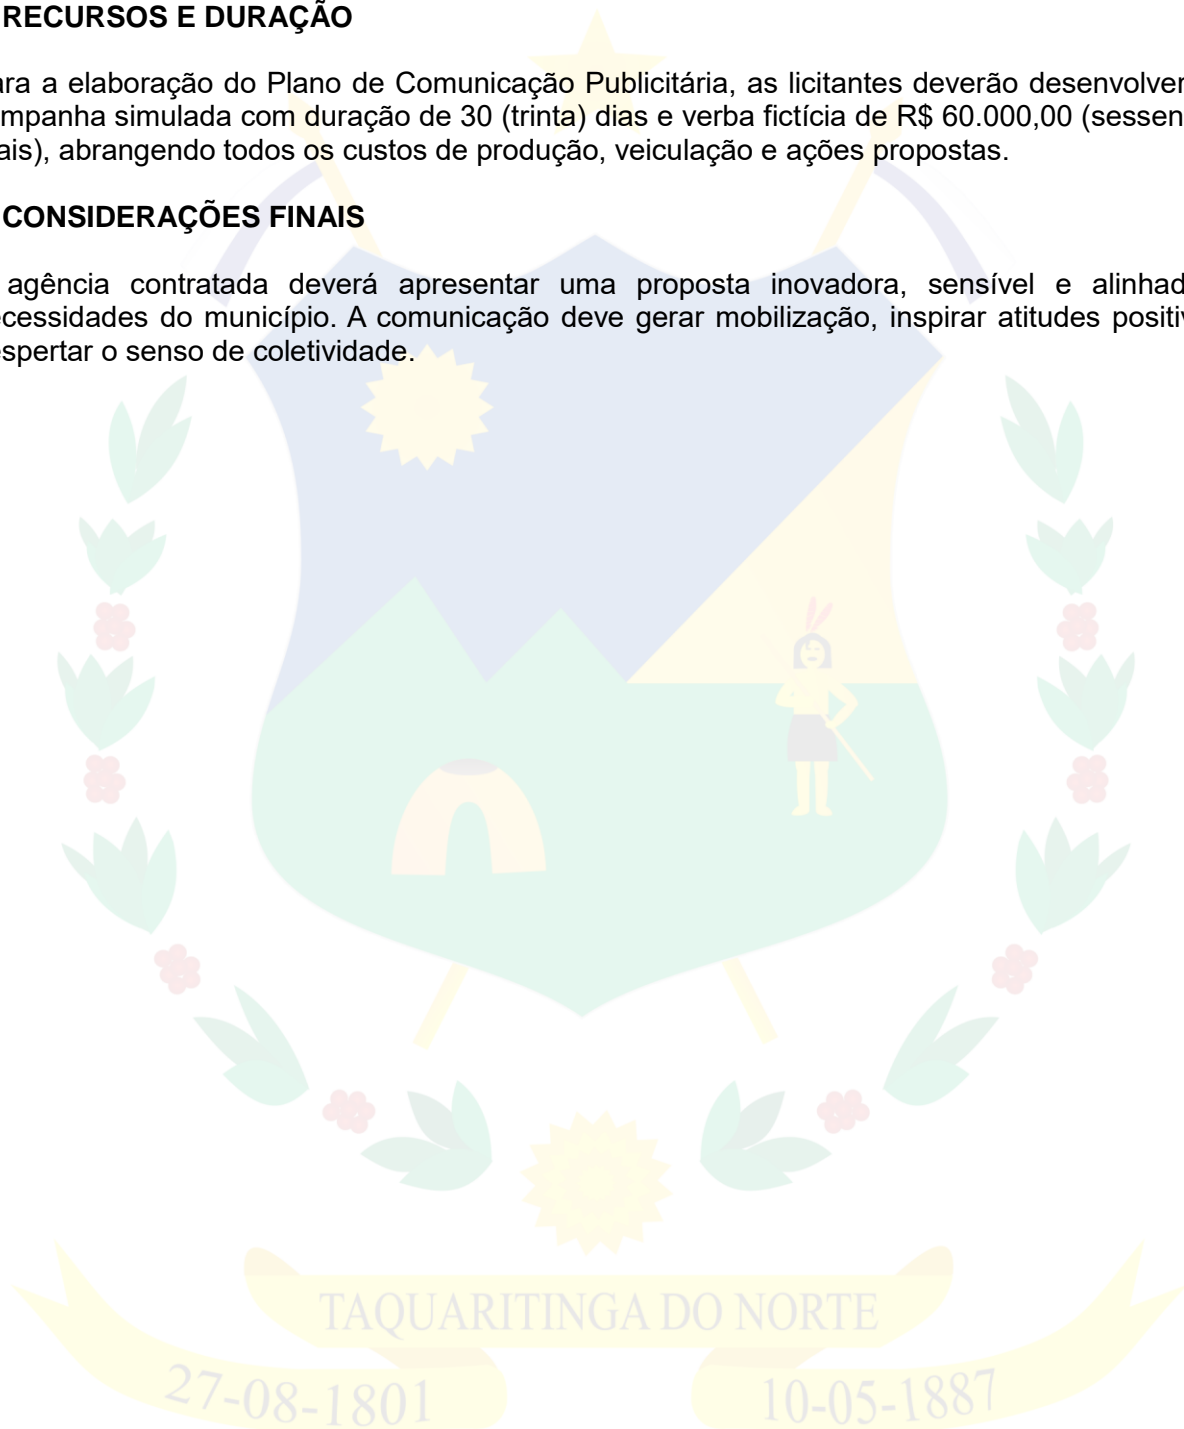 RECURSOS E DURAÇÃO
ara a elaboração do Plano de Comunicação Publicitária, as licitantes deverão desenvolver
mpanha simulada com duração de 30 (trinta) dias e verba fictícia de R$ 60.000,00 (sessen
ais), abrangendo todos os custos de produção, veiculação e ações propostas.
CONSIDERAÇÕES FINAIS
agência contratada deverá apresentar uma proposta inovadora, sensível e alinhad
ecessidades do município. A comunicação deve gerar mobilização, inspirar atitudes positiv
espertar o senso de coletividade.
TAQUARITINGA DO NORTE
27-08-1801
10-05-1887